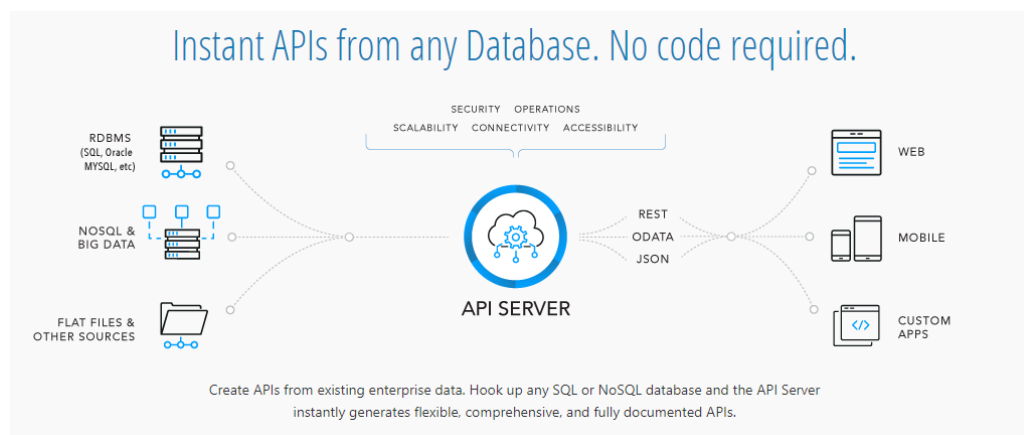 Instant APIs from any Database. No code required.
SECURITY OPERATIONS
SCALABILITY CONNECTIVITY ACCESSIBILITY
RDBMS
(SQL, Oracle
MYSQL, etc)
NOSQL &
BIG DATA
FLAT FILES &
OTHER SOURCES
API SERVER
REST
ODATA
JSON
WEB
MOBILE
</>
CUSTOM
APPS
Create APIs from existing enterprise data. Hook up any SQL or NoSQL database and the API Server
instantly generates flexible, comprehensive, and fully documented APIs.